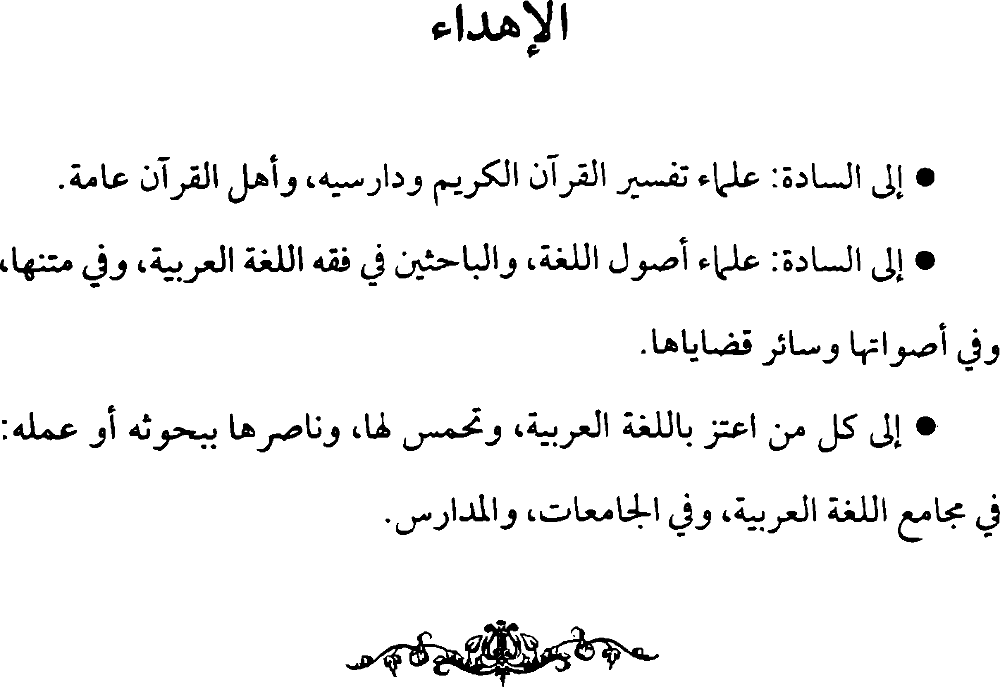 الإهداء
● إلى السادة: علماء تفسير القرآن الكريم ودارسيه، وأهل القرآن عامة.
● إلى السادة: علماء أصول اللغة، والباحثين في فقه اللغة العربية، وفي متنها،
وفي أصواتها وسائر قضاياها.
● إلى كل من اعتز باللغة العربية، وتحمس لها، وناصرها ببحوثه أو عمله:
في مجامع اللغة العربية، وفي الجامعات، والمدارس.